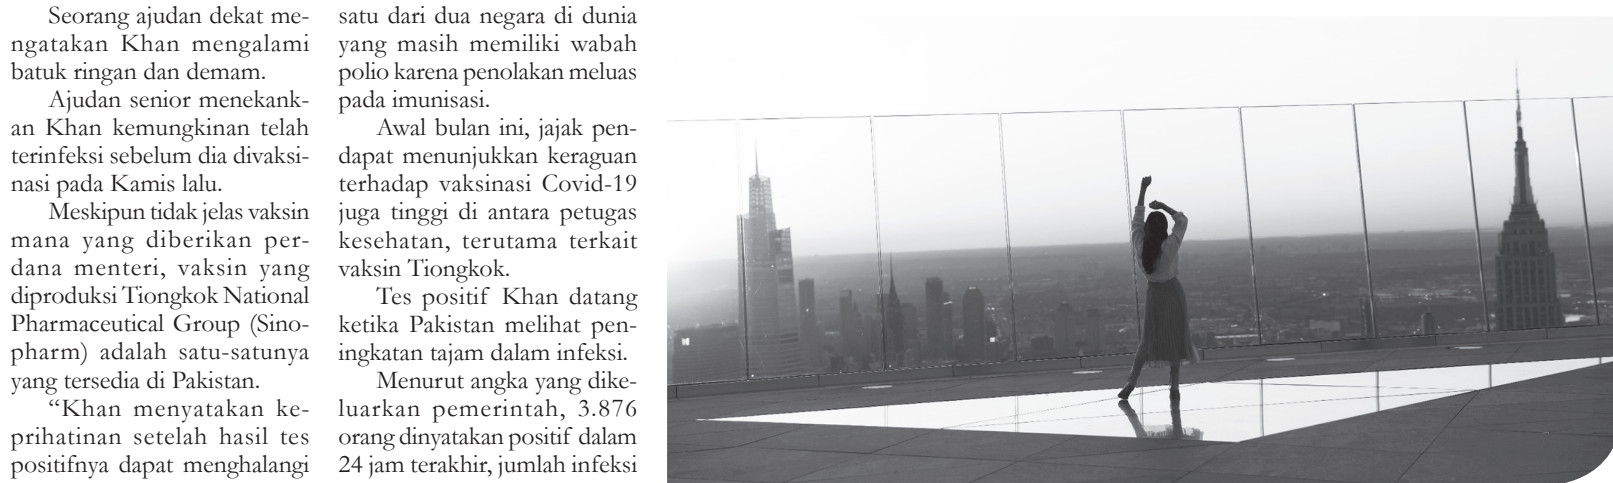 Seorang ajudan dekat me-
ngatakan Khan mengalami
batuk ringan dan demam.
Ajudan senior menekank-
an Khan kemungkinan telah
terinfeksi sebelum dia divaksi-
nasi pada Kamis lalu.
Meskipun tidak jelas vaksin
mana yang diberikan per-
dana menteri, vaksin yang
diproduksi Tiongkok National
Pharmaceutical Group (Sino-
pharm) adalah satu-satunya
yang tersedia di Pakistan.
“Khan menyatakan ke-
prihatinan setelah hasil tes
positifnya dapat menghalangi
satu dari dua negara di dunia
yang masih memiliki wabah
polio karena penolakan meluas
pada imunisasi.
Awal bulan ini, jajak pen-
dapat menunjukkan keraguan
terhadap vaksinasi Covid-19
juga tinggi di antara petugas
kesehatan, terutama terkait
vaksin Tiongkok.
Tes positif Khan datang
ketika Pakistan melihat pen-
ingkatan tajam dalam infeksi.
Menurut angka yang dike-
luarkan pemerintah, 3.876
orang dinyatakan positif dalam
24 jam terakhir, jumlah infeksi